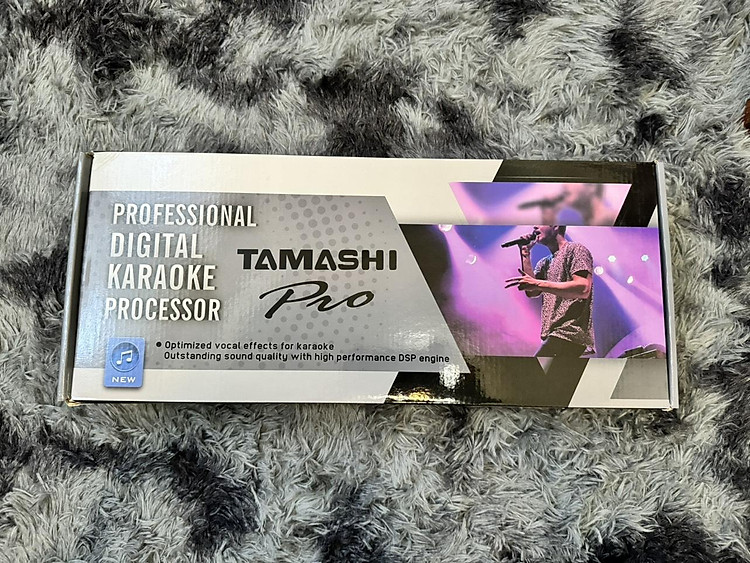 PROFESSIONAL
DIGITAL
KARAOKE
PROCESSOR
TAMASHI
Pro
● Optimized vocal effects for karaoke
Outstanding sound quality with high performance DSP engine
NEW